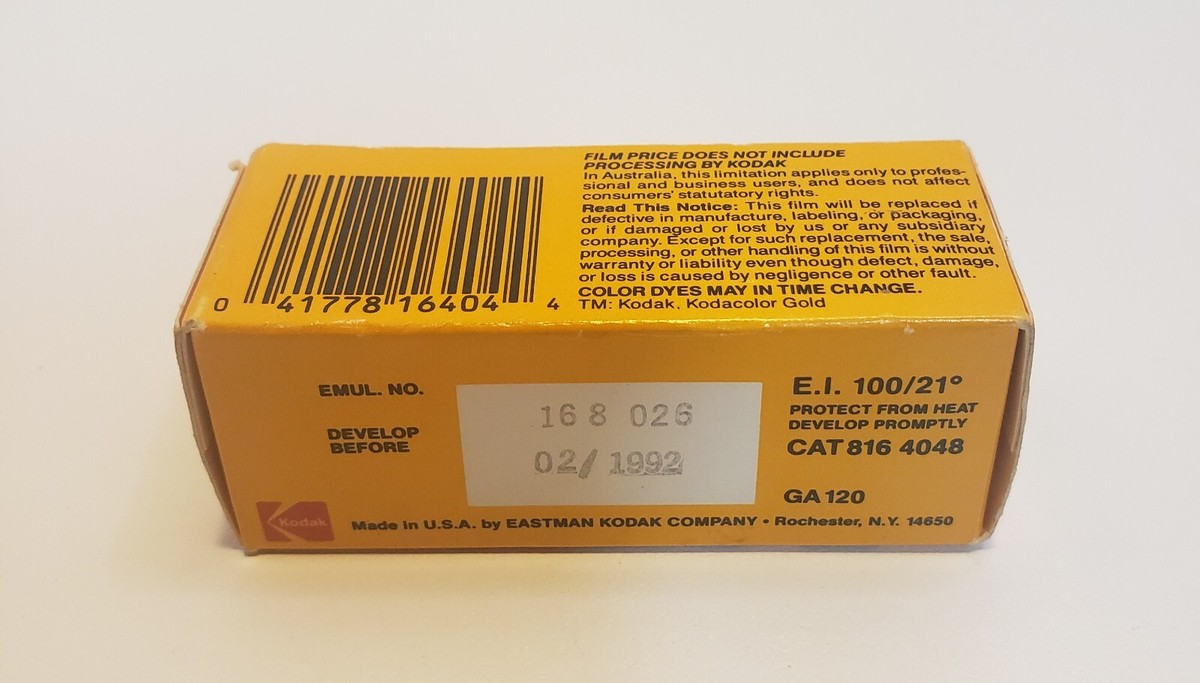 FILM PRICE DOES NOT INCLUDE
PROCESSING BY KODAK
In Australia, this limitation applies only to profes-
sional and business users, and does not affect
consumers' statutatory rights.
Read This Notice: This film will be replaced if
defective in manufacture, labeling, or packaging,
or if damaged or lost by us or any subsidiary
company. Except for such replacement, the sale,
processing, or other handling of this film is without
warranty or liability even though defect, damage,
or loss is caused by negligence or other fault.
COLOR DYES MAY IN TIME CHANGE.
TM: Kodak, Kodacolor Gold
0 41778 16404 4
EMUL. NO.
168 026
DEVELOP
BEFORE
02/1992
E.I. 100/21°
PROTECT FROM HEAT
DEVELOP PROMPTLY
CAT 816 4048
GA 120
Kodak
Made in U.S.A. by EASTMAN KODAK COMPANY • Rochester, N.Y. 14650